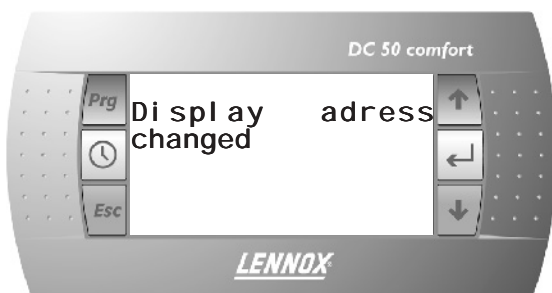 DC 50 comfort
Prg
Display adress
changed
Esc
LENNOX